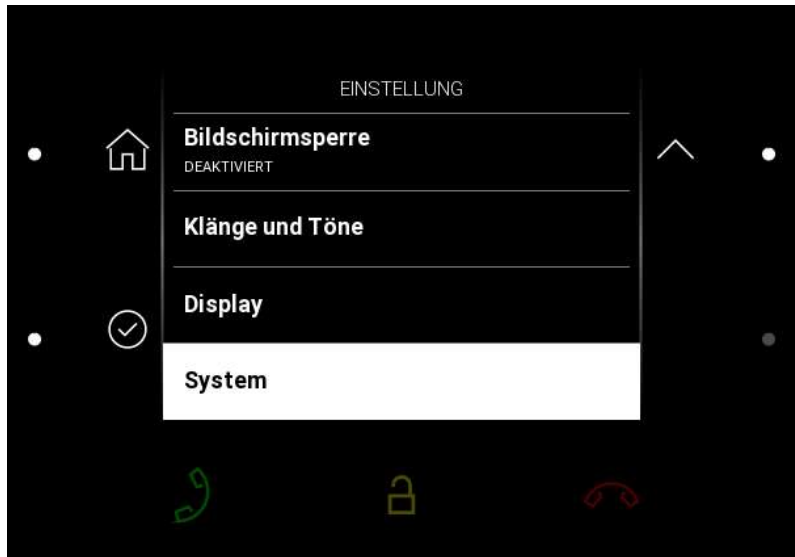 EINSTELLUNG
Bildschirmsperre
DEAKTIVIERT
Klänge und Töne
Display
System